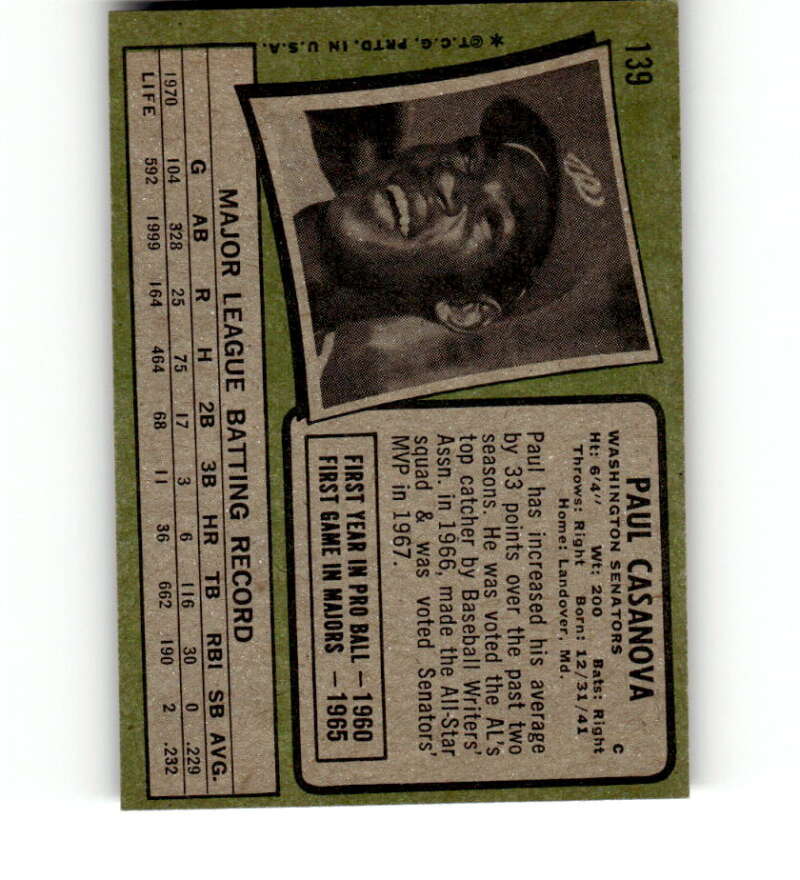 139
*©T.C.G. PRTD. IN U.S.A.
PAUL CASANOVA
WASHINGTON SENATORS C
Ht: 6'4" Wt: 200 Bats: Right
Throws: Right Born: 12/31/41
Home: Landover, Md.
Paul has increased his average
by 33 points over the past two
seasons. He was voted the AL's
top catcher by Baseball Writers'
Assn. in 1966, made the All-Star
squad & was voted Senators'
MVP in 1967.
FIRST YEAR IN PRO BALL — 1960
FIRST GAME IN MAJORS — 1965
MAJOR LEAGUE BATTING RECORD
G AB R H 2B 3B HR TB RBI SB AVG.
1970 104 328 25 75 17 3 6 116 30 0 .229
LIFE 592 1999 164 464 68 11 36 662 190 2 .232